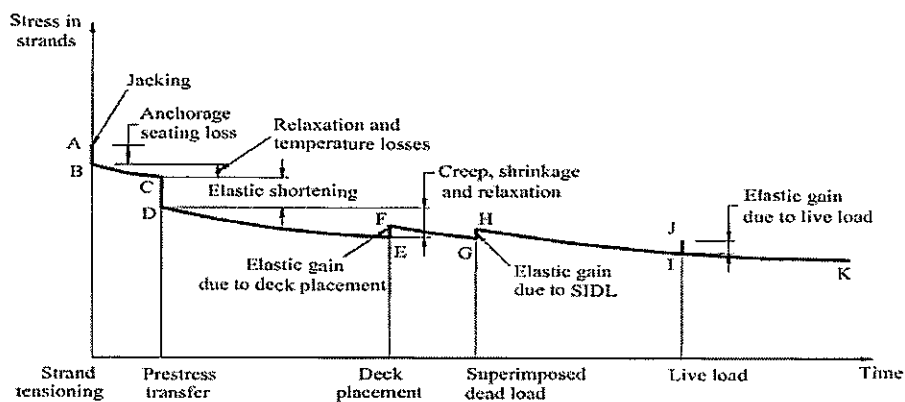 Stress in
strands
Jacking
Anchorage
seating loss
Relaxation and
temperature losses
A
B
C
Elastic shortening
Creep, shrinkage
and relaxation
Elastic gain
due to live load
D
F
H
J
E
G
I
K
Elastic gain
due to deck placement
Elastic gain
due to SIDL
Strand
tensioning
Prestress
transfer
Deck
placement
Superimposed
dead load
Live load
Time